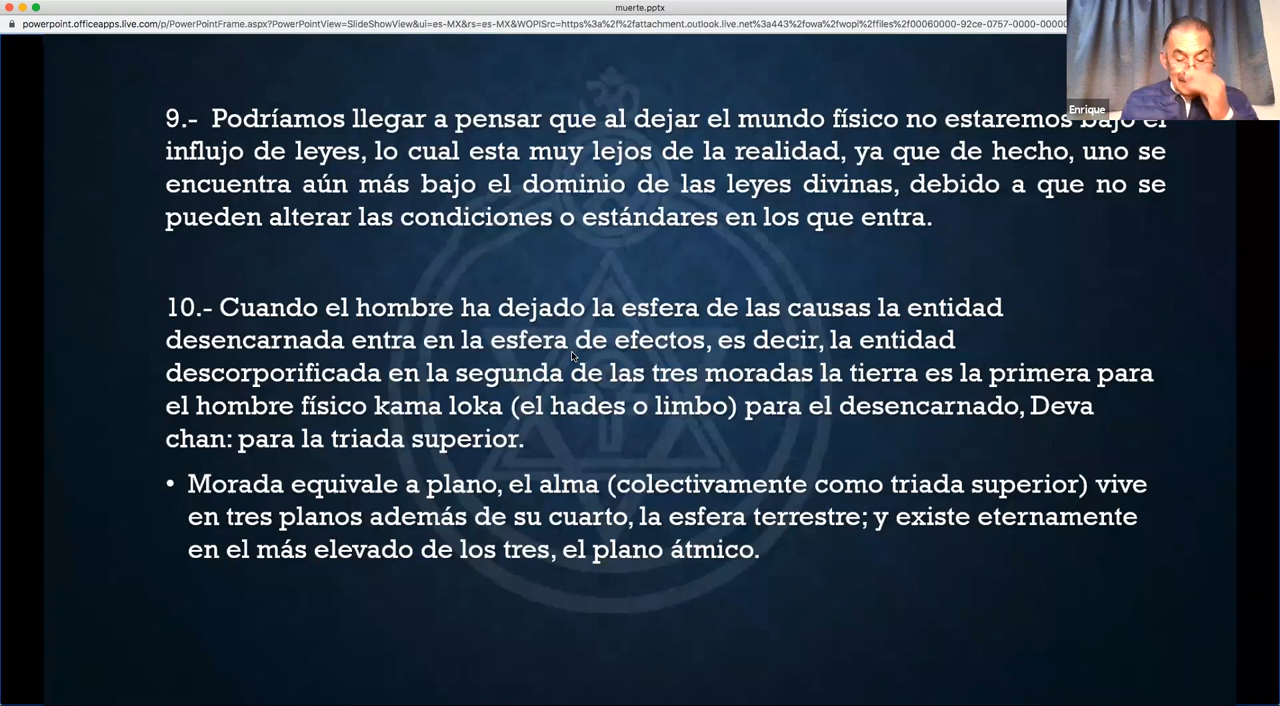 muerte.pptx
powerpoint.officeapps.live.com/p/PowerPointFrame.aspx?PowerPointView=SlideShowView&ui=es-MX&rs=es-MX&WOPISrc=https%3a%2f%2fattachment.outlook.live.net%3a443%2fowa%2fwopi%2ffiles%2f00060000-92ce-0757-0000-00000
Enrique
9.- Podríamos llegar a pensar que al dejar el mundo físico no estaremos bajo el
influjo de leyes, lo cual esta muy lejos de la realidad, ya que de hecho, uno se
encuentra aún más bajo el dominio de las leyes divinas, debido a que no se
pueden alterar las condiciones o estándares en los que entra.
10.- Cuando el hombre ha dejado la esfera de las causas la entidad
desencarnada entra en la esfera de efectos, es decir, la entidad
descorporificada en la segunda de las tres moradas la tierra es la primera para
el hombre físico kama loka (el hades o limbo) para el desencarnado, Deva
chan: para la triada superior.
• Morada equivale a plano, el alma (colectivamente como triada superior) vive
en tres planos además de su cuarto, la esfera terrestre; y existe eternamente
en el más elevado de los tres, el plano átmico.